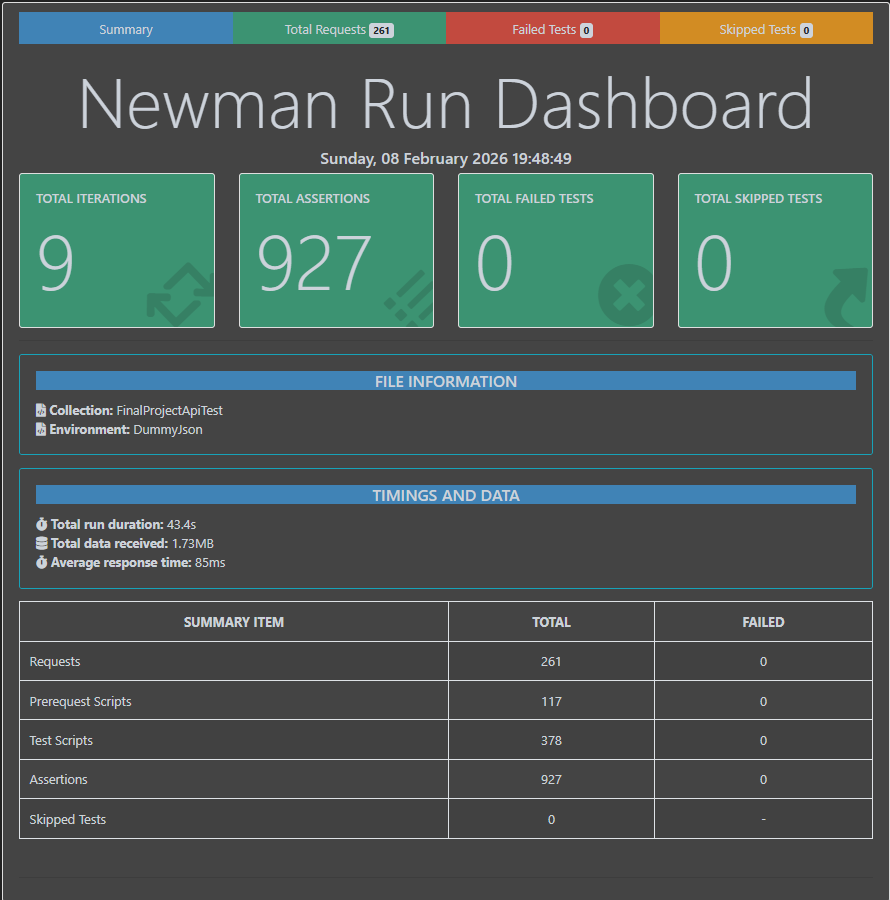 Summary
Total Requests 261
Failed Tests 0
Skipped Tests 0
Newman Run Dashboard
Sunday, 08 February 2026 19:48:49
TOTAL ITERATIONS
9
TOTAL ASSERTIONS
927
TOTAL FAILED TESTS
0
TOTAL SKIPPED TESTS
0
FILE INFORMATION
Collection: FinalProjectApiTest
Environment: DummyJson
TIMINGS AND DATA
Total run duration: 43.4s
Total data received: 1.73MB
Average response time: 85ms
SUMMARY ITEM TOTAL FAILED
Requests 261 0
Prerequest Scripts 117 0
Test Scripts 378 0
Assertions 927 0
Skipped Tests 0 -